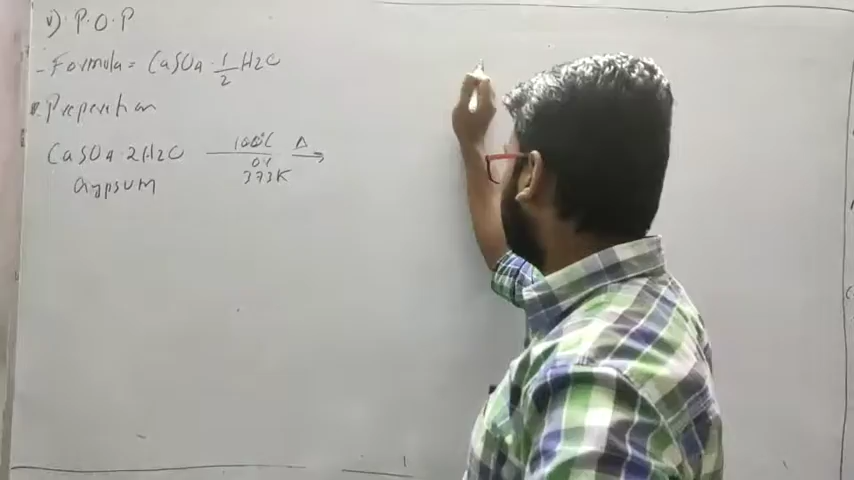 v) P.O.P
- Formula = CaSO4 . 1/2 H2O
Preparation
CaSO4 . 2H2O 100°C Δ →
or
Gypsum 373K